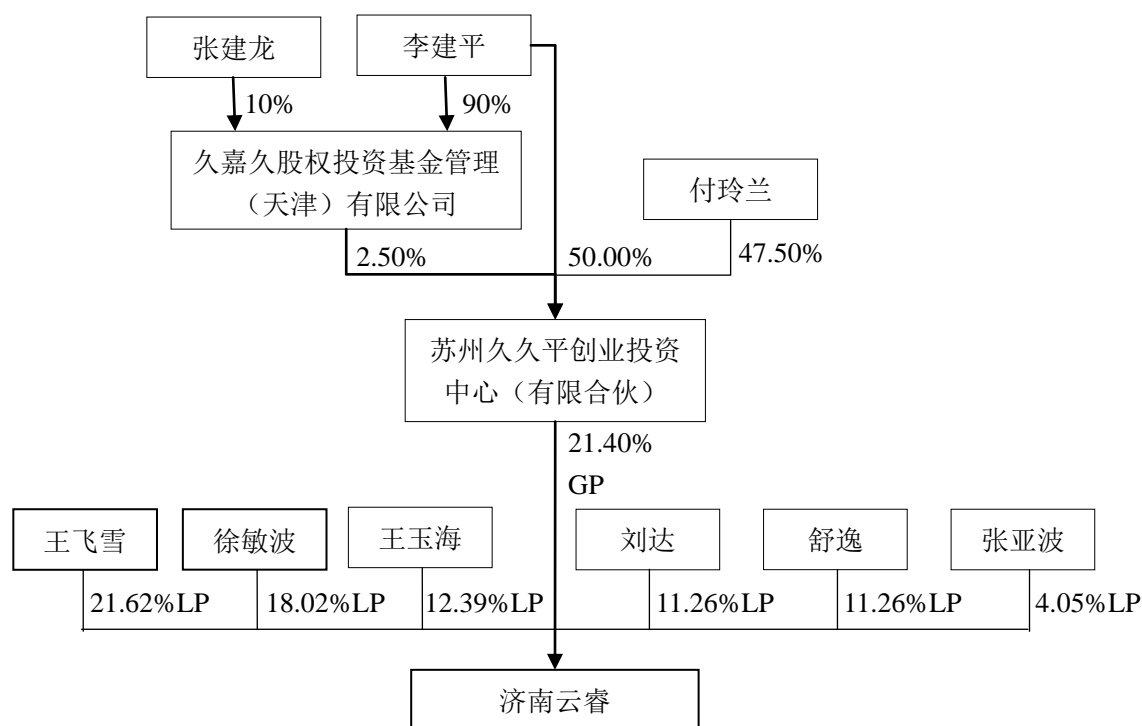 张建龙
李建平
10%
90%
久嘉久股权投资基金管理
（天津）有限公司
付玲兰
2.50%
50.00%
47.50%
苏州久久平创业投资
中心（有限合伙）
21.40%
GP
王飞雪
徐敏波
王玉海
刘达
舒逸
张亚波
21.62%LP
18.02%LP
12.39%LP
11.26%LP
11.26%LP
4.05%LP
济南云睿